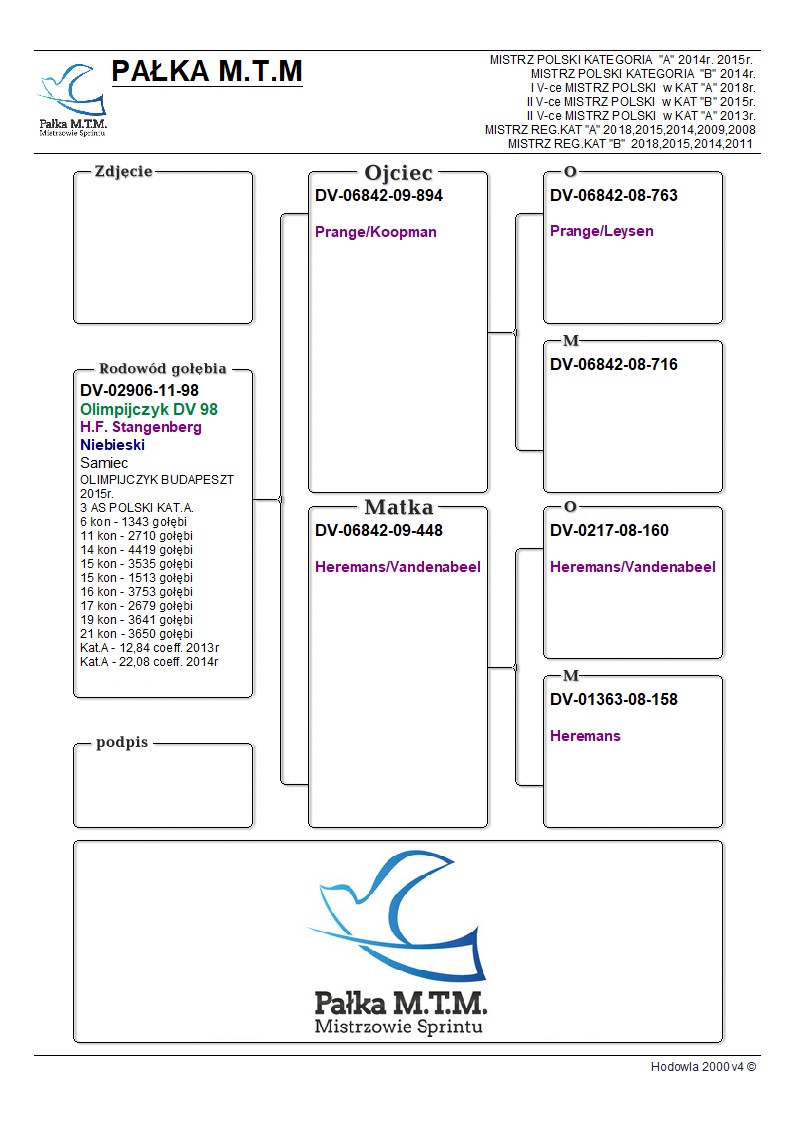 PAŁKA M.T.M
MISTRZ POLSKI KATEGORIA "A" 2014r. 2015r.
MISTRZ POLSKI KATEGORIA "B" 2014r.
I V-ce MISTRZ POLSKI w KAT "A" 2018r.
II V-ce MISTRZ POLSKI w KAT "B" 2015r.
II V-ce MISTRZ POLSKI w KAT "A" 2013r.
MISTRZ REG.KAT "A" 2018,2015,2014,2009,2008
MISTRZ REG.KAT "B" 2018,2015,2014,2011
Pałka M.T.M.
Mistrzowie Sprintu
Zdjęcie
Rodowód gołębia
DV-02906-11-98
Olimpijczyk DV 98
H.F. Stangenberg
Niebieski
Samiec
OLIMPIJCZYK BUDAPESZT
2015r.
3 AS POLSKI KAT.A.
6 kon - 1343 gołębi
11 kon - 2710 gołębi
14 kon - 4419 gołębi
15 kon - 3535 gołębi
15 kon - 1513 gołębi
16 kon - 3753 gołębi
17 kon - 2679 gołębi
19 kon - 3641 gołębi
21 kon - 3650 gołębi
Kat.A - 12,84 coeff. 2013r
Kat.A - 22,08 coeff. 2014r
podpis
Ojciec
DV-06842-09-894
Prange/Koopman
Matka
DV-06842-09-448
Heremans/Vandenabeel
O
DV-06842-08-763
Prange/Leysen
M
DV-06842-08-716
O
DV-0217-08-160
Heremans/Vandenabeel
M
DV-01363-08-158
Heremans
Pałka M.T.M.
Mistrzowie Sprintu
Hodowla 2000v4 ©